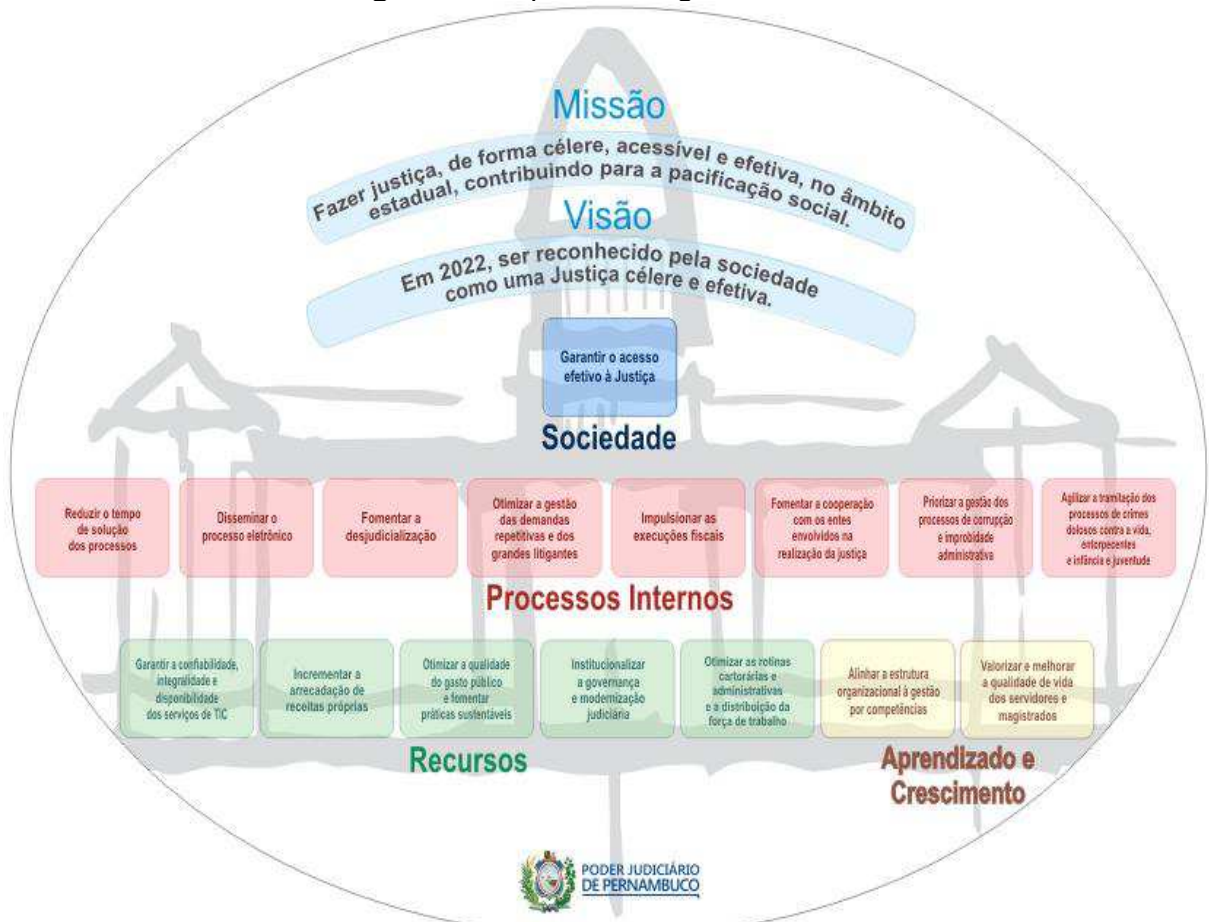 Missão
Fazer justiça, de forma célere, acessível e efetiva, no âmbito
estadual, contribuindo para a pacificação social.
Visão
Em 2022, ser reconhecido pela sociedade
como uma Justiça célere e efetiva.
Garantir o acesso
efetivo à Justiça
Sociedade
Reduzir o tempo
de solução
dos processos
Disseminar o
processo eletrônico
Fomentar a
desjudicialização
Otimizar a gestão
das demandas
repetitivas e dos
grandes litigantes
Impulsionar as
execuções fiscais
Fomentar a cooperação
com os entes
envolvidos na
realização da justiça
Priorizar a gestão dos
processos de corrupção
e improbidade
administrativa
Agilizar a tramitação dos
processos de crimes
dolosos contra a vida,
entorpecentes
e infância e juventude
Processos Internos
Garantir a confiabilidade,
integralidade e
disponibilidade
dos serviços de TIC
Incrementar a
arrecadação de
receitas próprias
Otimizar a qualidade
do gasto público
e fomentar
práticas sustentáveis
Institucionalizar
a governança
e modernização
judiciária
Otimizar as rotinas
cartorárias e
administrativas
e a distribuição da
força de trabalho
Alinhar a estrutura
organizacional à gestão
por competências
Valorizar e melhorar
a qualidade de vida
dos servidores e
magistrados
Recursos
Aprendizado e
Crescimento
PODER JUDICIÁRIO
DE PERNAMBUCO